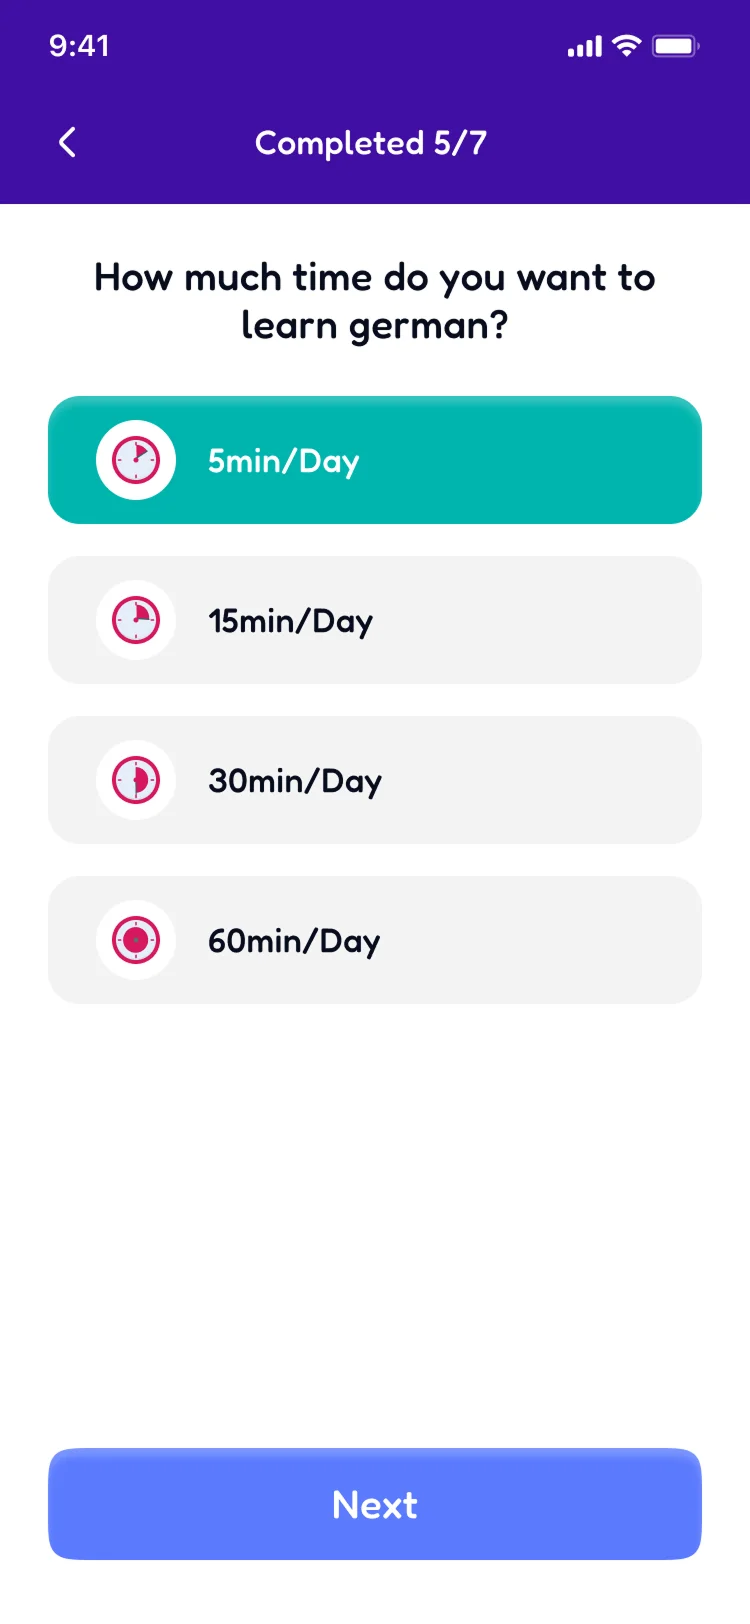 9:41
Completed 5/7
How much time do you want to
learn german?
5min/Day
15min/Day
30min/Day
60min/Day
Next